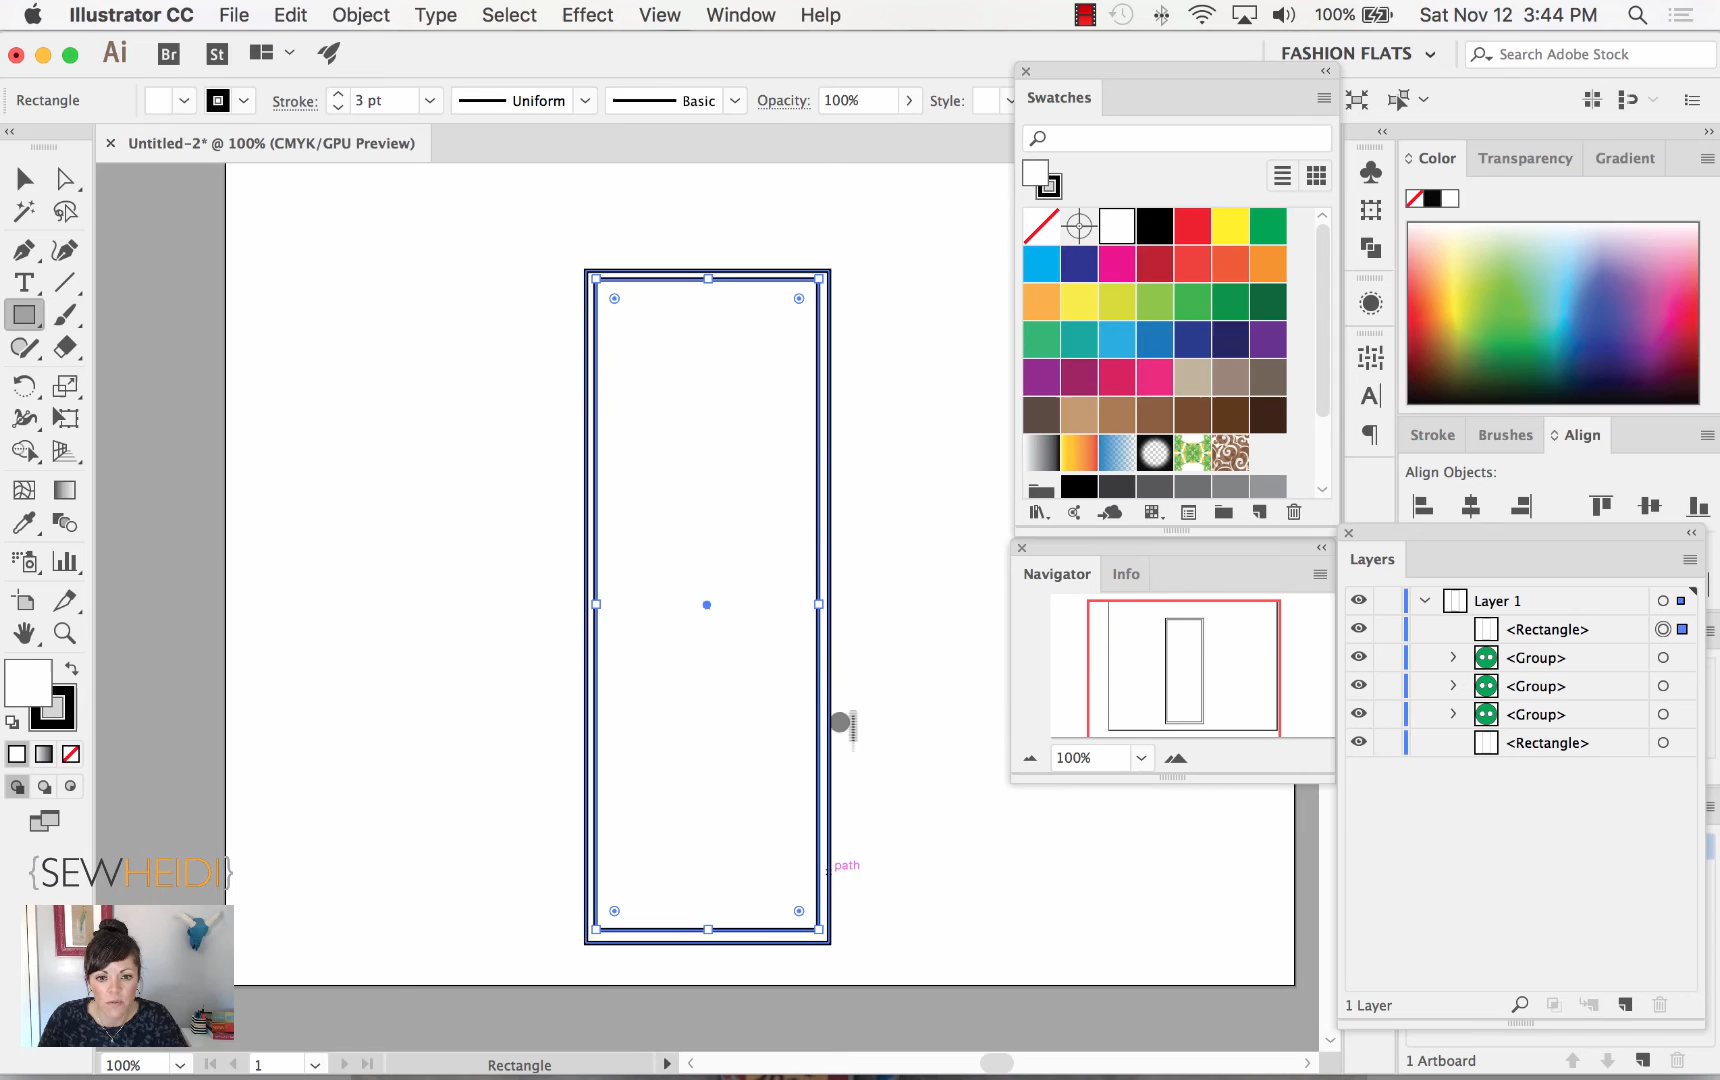 Illustrator CC File Edit Object Type Select Effect View Window Help 100% Sat Nov 12 3:44 PM
Ai Br St FASHION FLATS Search Adobe Stock
Rectangle Stroke: 3 pt Uniform Basic Opacity: 100% Style:
Swatches
Untitled-2* @ 100% (CMYK/GPU Preview)
Color Transparency Gradient
Stroke Brushes Align
Align Objects:
Layers
Navigator Info
Layer 1
<Rectangle>
<Group>
<Group>
<Group>
<Rectangle>
100%
path
{SEWHEIDI}
1 Layer
100% 1 Rectangle
1 Artboard